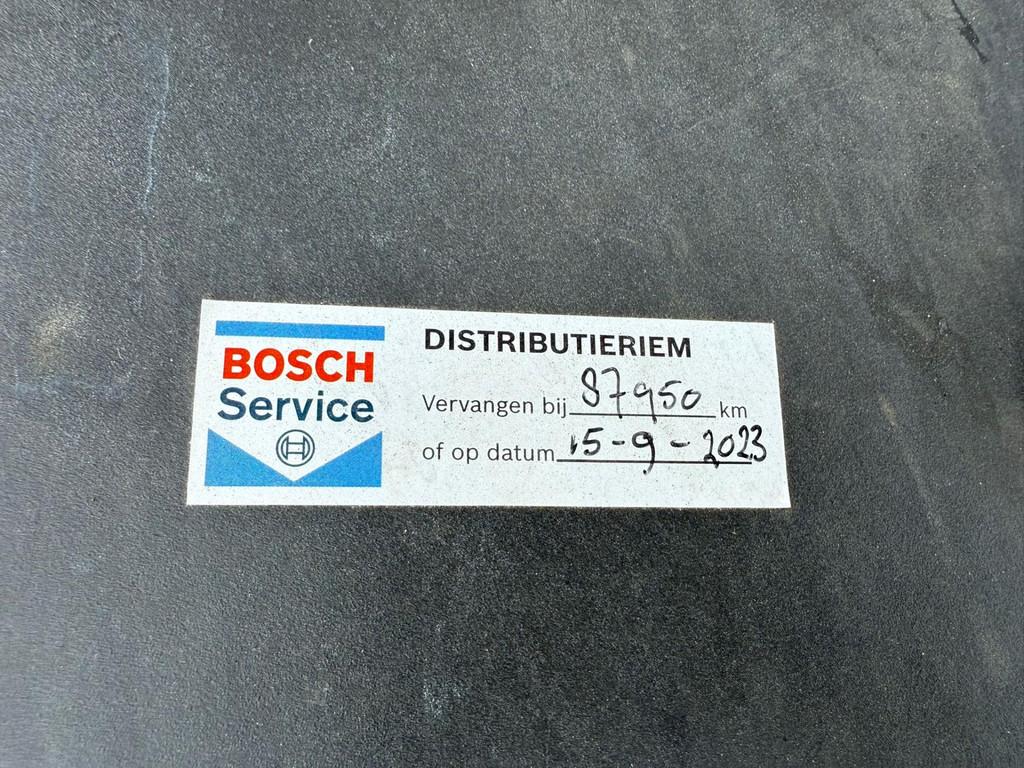 BOSCH
Service
DISTRIBUTIERIEM
Vervangen bij 87950 km
of op datum 15-9-2023